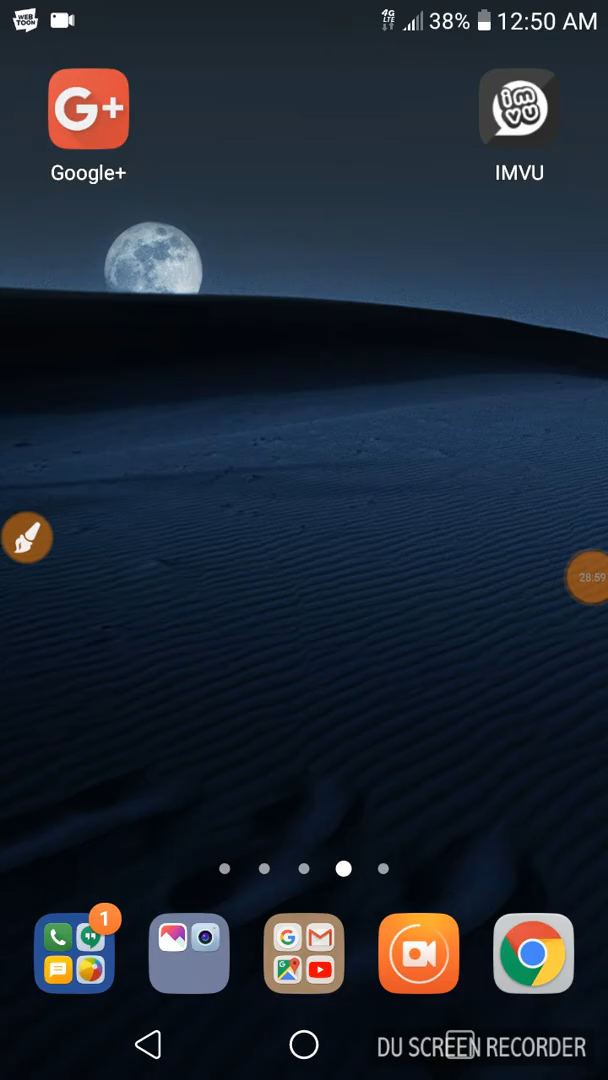 WEB TOON 4G LTE 38% 12:50 AM
G+ imvu
Google+ IMVU
28:59
1
DU SCREEN RECORDER